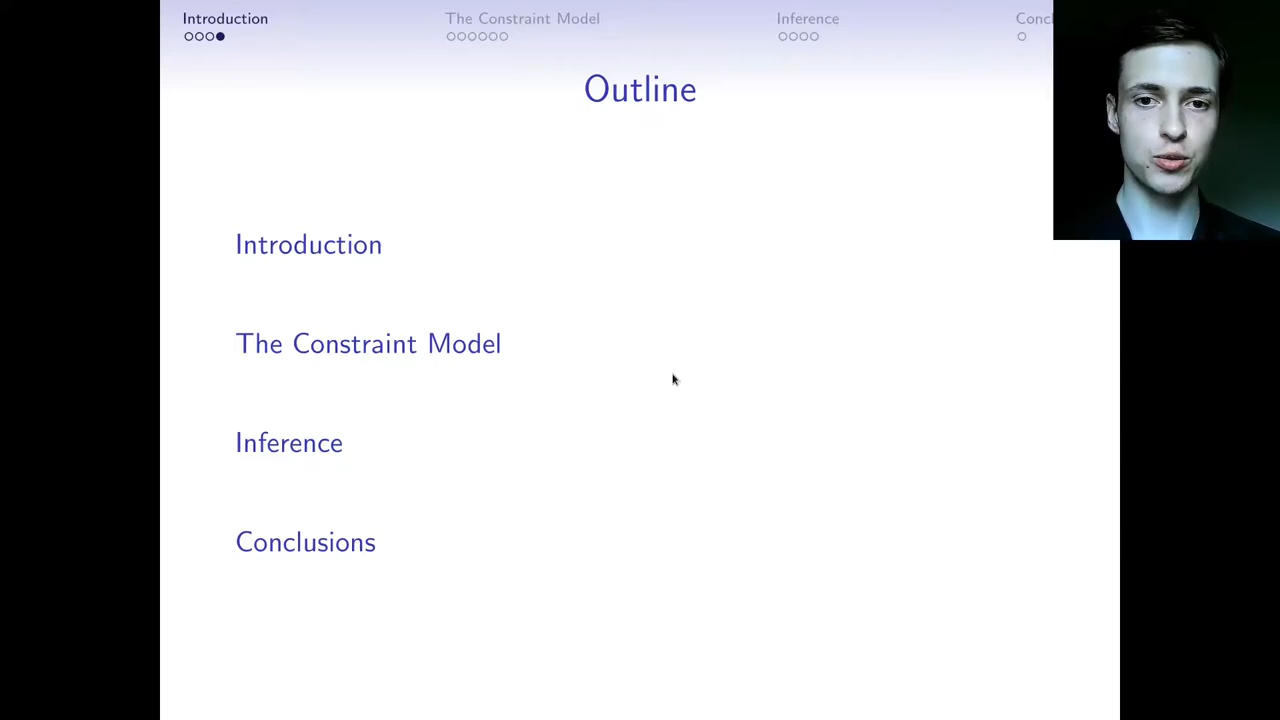 Introduction
The Constraint Model
Inference
Outline
Introduction
The Constraint Model
Inference
Conclusions